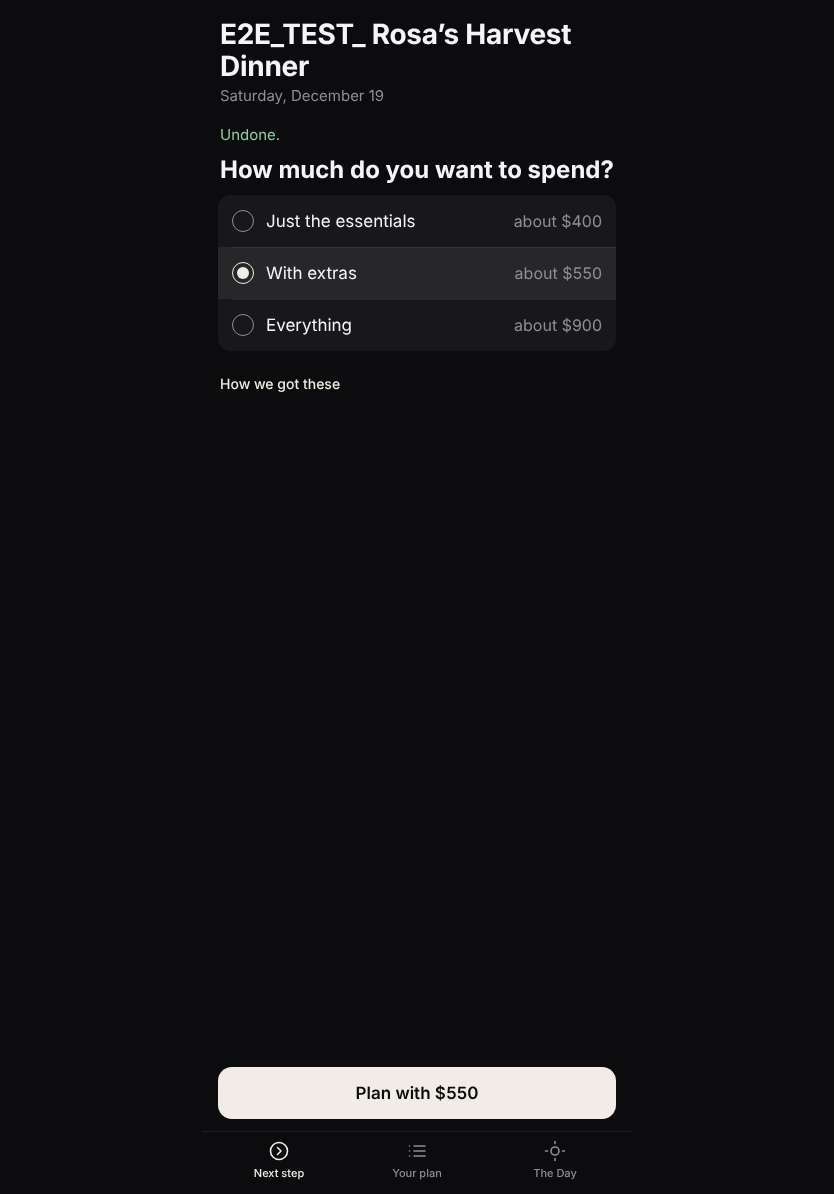 E2E_TEST_ Rosa’s Harvest
Dinner
Saturday, December 19
Undone.
How much do you want to spend?
Just the essentials about $400
With extras about $550
Everything about $900
How we got these
Plan with $550
Next step Your plan The Day